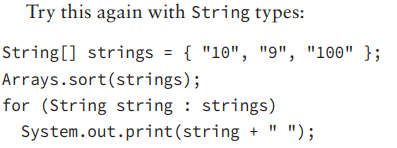 Try this again with String types:
String[] strings = { "10", "9", "100" };
Arrays.sort(strings);
for (String string : strings)
  System.out.print(string + " ");